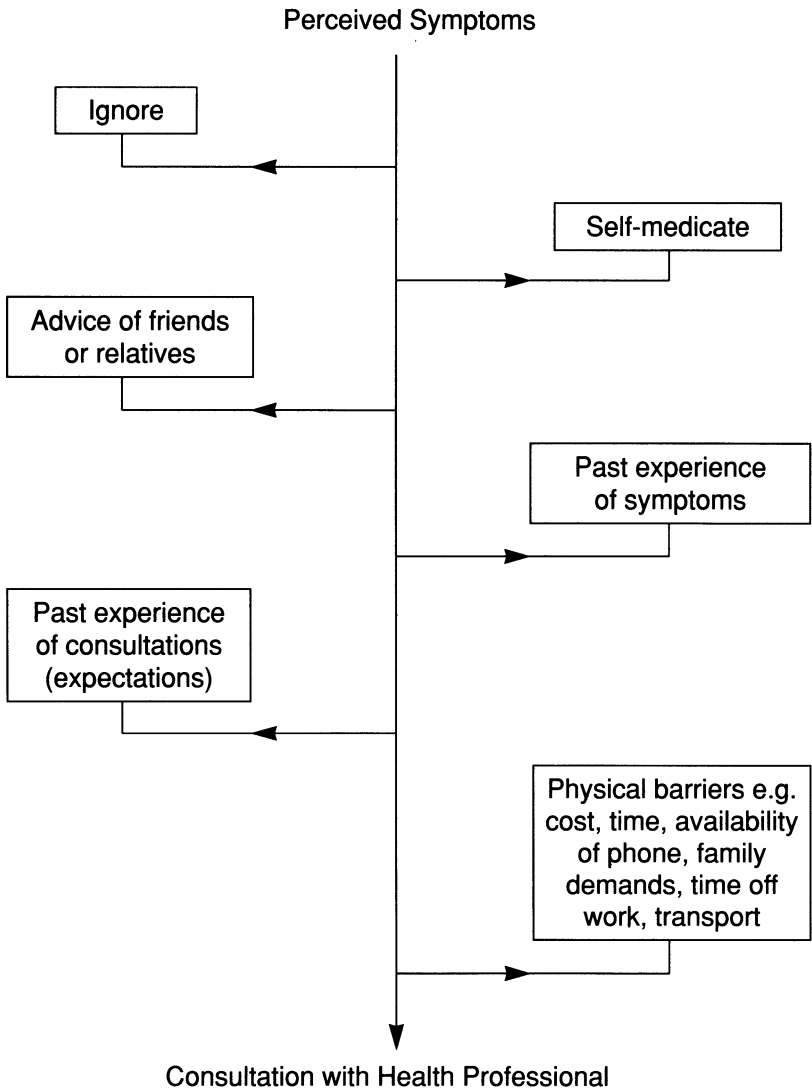 Perceived Symptoms
Ignore
Self-medicate
Advice of friends
or relatives
Past experience
of symptoms
Past experience
of consultations
(expectations)
Physical barriers e.g.
cost, time, availability
of phone, family
demands, time off
work, transport
Consultation with Health Professional